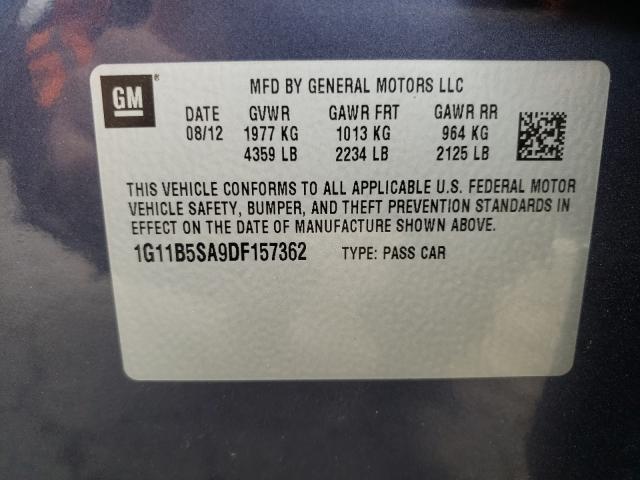 GM ®
MFD BY GENERAL MOTORS LLC
DATE GVWR GAWR FRT GAWR RR
08/12 1977 KG 1013 KG 964 KG
4359 LB 2234 LB 2125 LB
THIS VEHICLE CONFORMS TO ALL APPLICABLE U.S. FEDERAL MOTOR
VEHICLE SAFETY, BUMPER, AND THEFT PREVENTION STANDARDS IN
EFFECT ON THE DATE OF MANUFACTURE SHOWN ABOVE.
1G11B5SA9DF157362 TYPE: PASS CAR